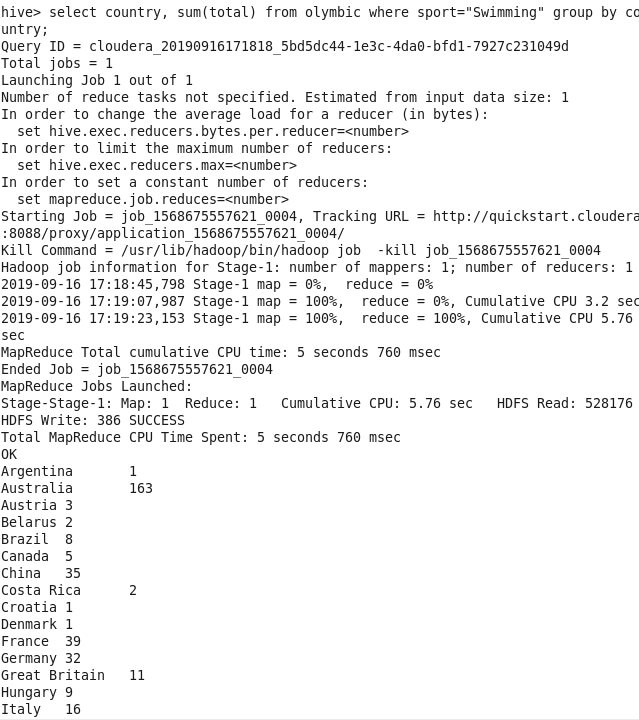 hive> select country, sum(total) from olymbic where sport="Swimming" group by co
untry;
Query ID = cloudera_20190916171818_5bd5dc44-1e3c-4da0-bfd1-7927c231049d
Total jobs = 1
Launching Job 1 out of 1
Number of reduce tasks not specified. Estimated from input data size: 1
In order to change the average load for a reducer (in bytes):
  set hive.exec.reducers.bytes.per.reducer=<number>
In order to limit the maximum number of reducers:
  set hive.exec.reducers.max=<number>
In order to set a constant number of reducers:
  set mapreduce.job.reduces=<number>
Starting Job = job_1568675557621_0004, Tracking URL = http://quickstart.cloudera
:8088/proxy/application_1568675557621_0004/
Kill Command = /usr/lib/hadoop/bin/hadoop job  -kill job_1568675557621_0004
Hadoop job information for Stage-1: number of mappers: 1; number of reducers: 1
2019-09-16 17:18:45,798 Stage-1 map = 0%,  reduce = 0%
2019-09-16 17:19:07,987 Stage-1 map = 100%,  reduce = 0%, Cumulative CPU 3.2 sec
2019-09-16 17:19:23,153 Stage-1 map = 100%,  reduce = 100%, Cumulative CPU 5.76
sec
MapReduce Total cumulative CPU time: 5 seconds 760 msec
Ended Job = job_1568675557621_0004
MapReduce Jobs Launched:
Stage-Stage-1: Map: 1  Reduce: 1   Cumulative CPU: 5.76 sec   HDFS Read: 528176
HDFS Write: 386 SUCCESS
Total MapReduce CPU Time Spent: 5 seconds 760 msec
OK
Argentina       1
Australia       163
Austria 3
Belarus 2
Brazil  8
Canada  5
China   35
Costa Rica      2
Croatia 1
Denmark 1
France  39
Germany 32
Great Britain   11
Hungary 9
Italy   16